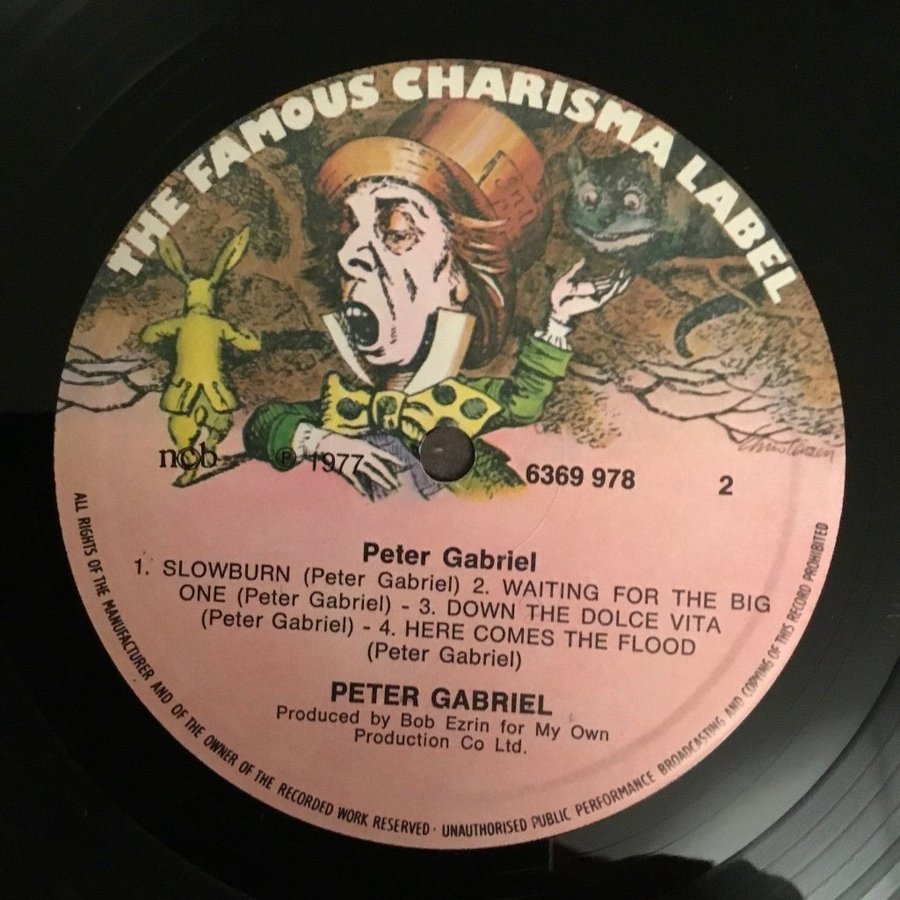 THE FAMOUS CHARISMA LABEL
ncb ℗ 1977 6369 978 2
Peter Gabriel
1. SLOWBURN (Peter Gabriel) 2. WAITING FOR THE BIG
ONE (Peter Gabriel) - 3. DOWN THE DOLCE VITA
(Peter Gabriel) - 4. HERE COMES THE FLOOD
(Peter Gabriel)
PETER GABRIEL
Produced by Bob Ezrin for My Own
Production Co Ltd.
ALL RIGHTS OF THE MANUFACTURER AND OF THE OWNER OF THE RECORDED WORK RESERVED · UNAUTHORISED PUBLIC PERFORMANCE BROADCASTING AND COPYING OF THIS RECORD PROHIBITED